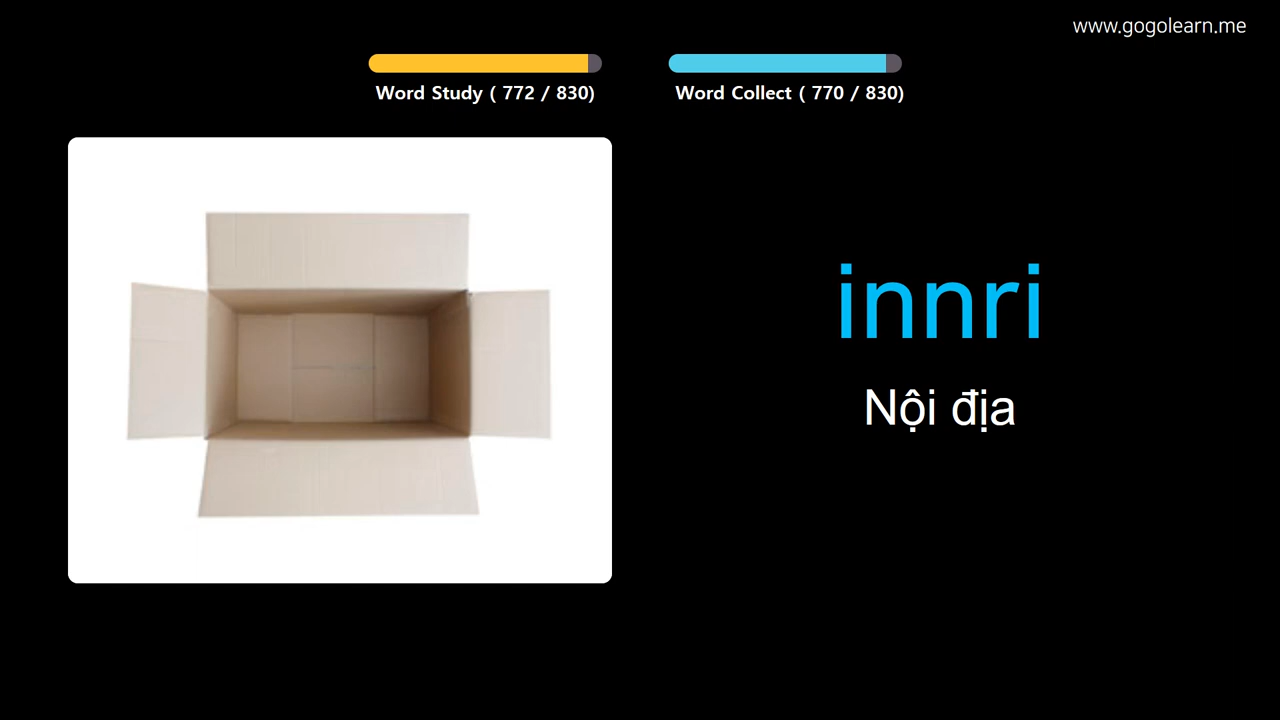 www.gogolearn.me
Word Study ( 772 / 830)
Word Collect ( 770 / 830)
innri
Nội địa